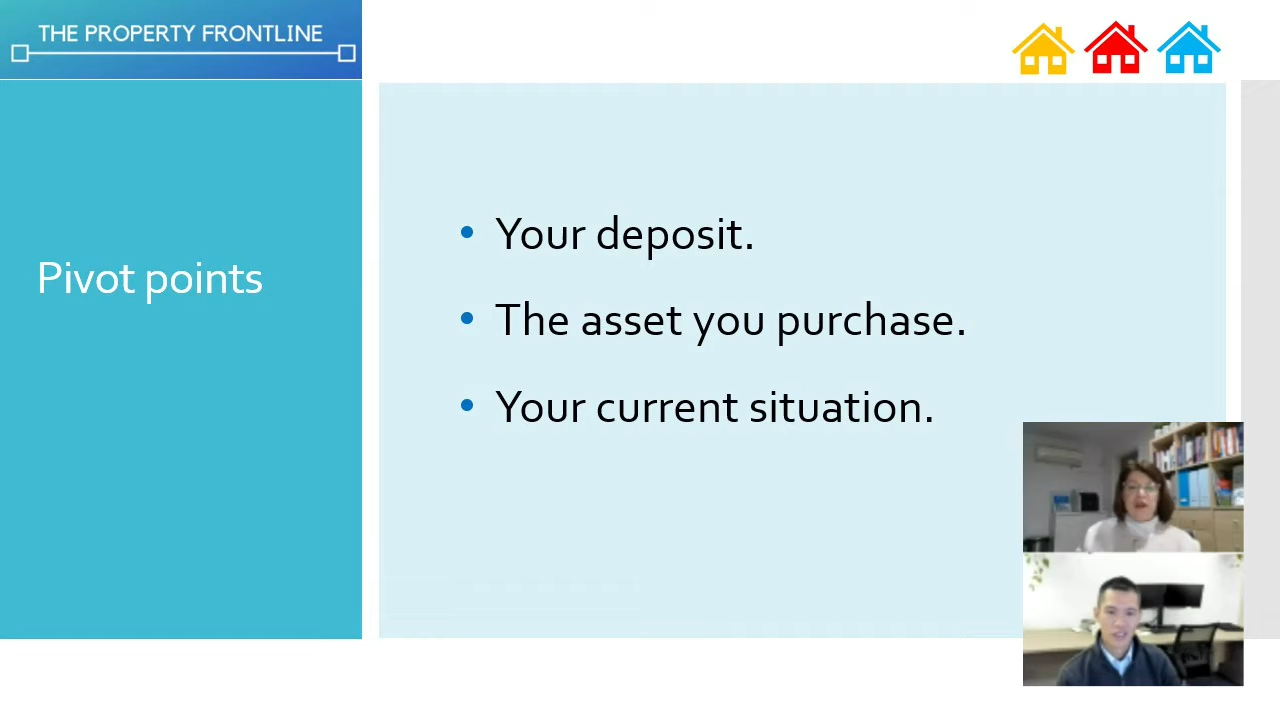 THE PROPERTY FRONTLINE
Pivot points
• Your deposit.
• The asset you purchase.
• Your current situation.